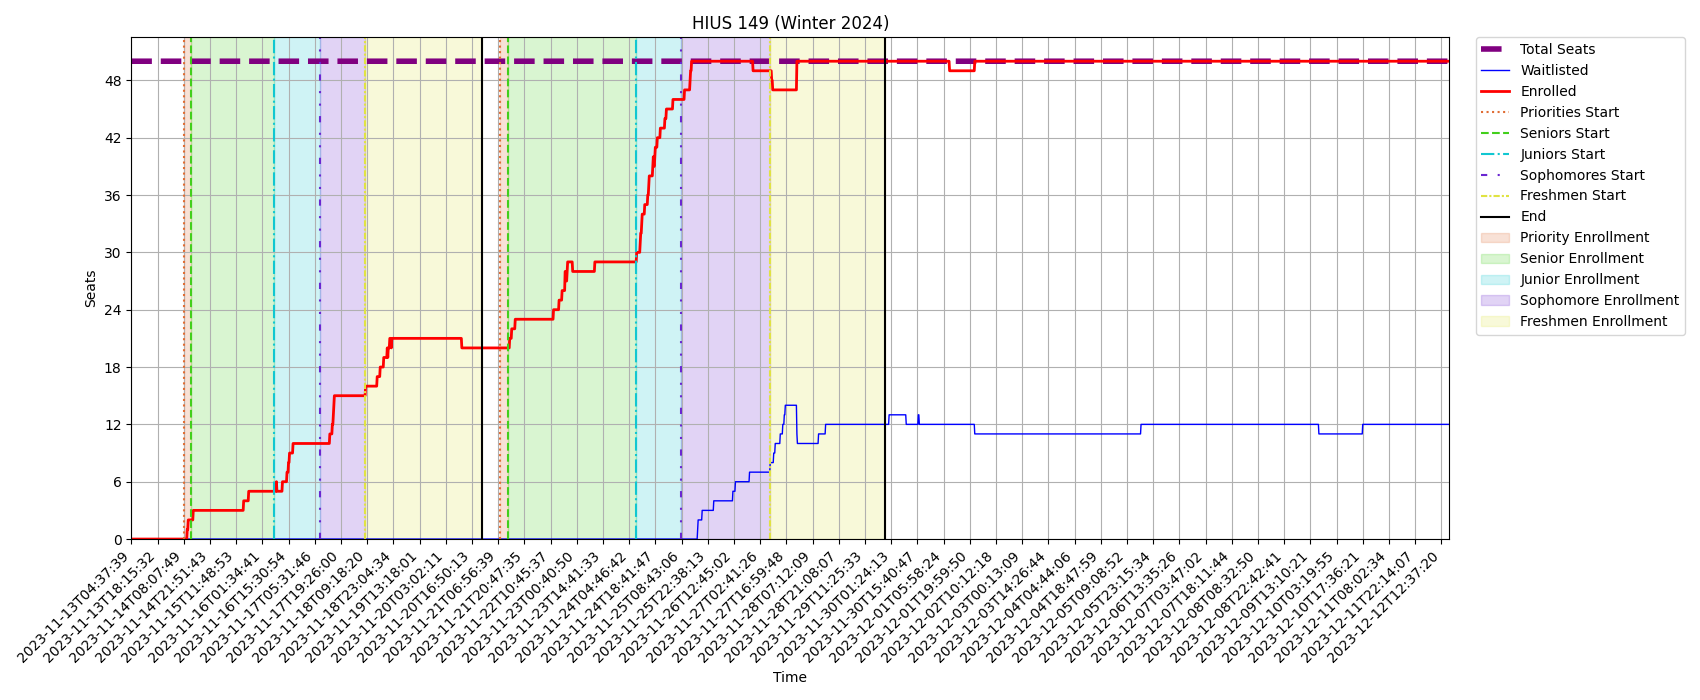 HIUS 149 (Winter 2024)
Seats
48
42
36
30
24
18
12
6
0
2023-11-13T04:37:39
2023-11-13T18:15:32
2023-11-14T08:07:49
2023-11-14T21:51:43
2023-11-15T11:48:53
2023-11-16T01:34:41
2023-11-16T15:30:54
2023-11-17T05:31:46
2023-11-17T19:26:00
2023-11-18T09:18:20
2023-11-18T23:04:34
2023-11-19T13:18:01
2023-11-20T03:02:11
2023-11-20T16:50:13
2023-11-21T06:56:39
2023-11-21T20:47:35
2023-11-22T10:45:37
2023-11-23T00:40:50
2023-11-23T14:41:33
2023-11-24T04:46:42
2023-11-24T18:41:47
2023-11-25T08:43:06
2023-11-25T22:38:13
2023-11-26T12:45:02
2023-11-27T02:41:26
2023-11-27T16:59:48
2023-11-28T07:12:09
2023-11-28T21:08:07
2023-11-29T11:25:33
2023-11-30T01:24:13
2023-11-30T15:40:47
2023-12-01T05:58:24
2023-12-01T19:59:50
2023-12-02T10:12:18
2023-12-03T00:13:09
2023-12-03T14:26:44
2023-12-04T04:44:06
2023-12-04T18:47:59
2023-12-05T09:08:52
2023-12-05T23:15:34
2023-12-06T13:35:26
2023-12-07T03:47:02
2023-12-07T18:11:44
2023-12-08T08:32:50
2023-12-08T22:42:41
2023-12-09T13:10:21
2023-12-10T03:19:55
2023-12-10T17:36:21
2023-12-11T08:02:34
2023-12-11T22:14:07
2023-12-12T12:37:20
Time
Total Seats
Waitlisted
Enrolled
Priorities Start
Seniors Start
Juniors Start
Sophomores Start
Freshmen Start
End
Priority Enrollment
Senior Enrollment
Junior Enrollment
Sophomore Enrollment
Freshmen Enrollment